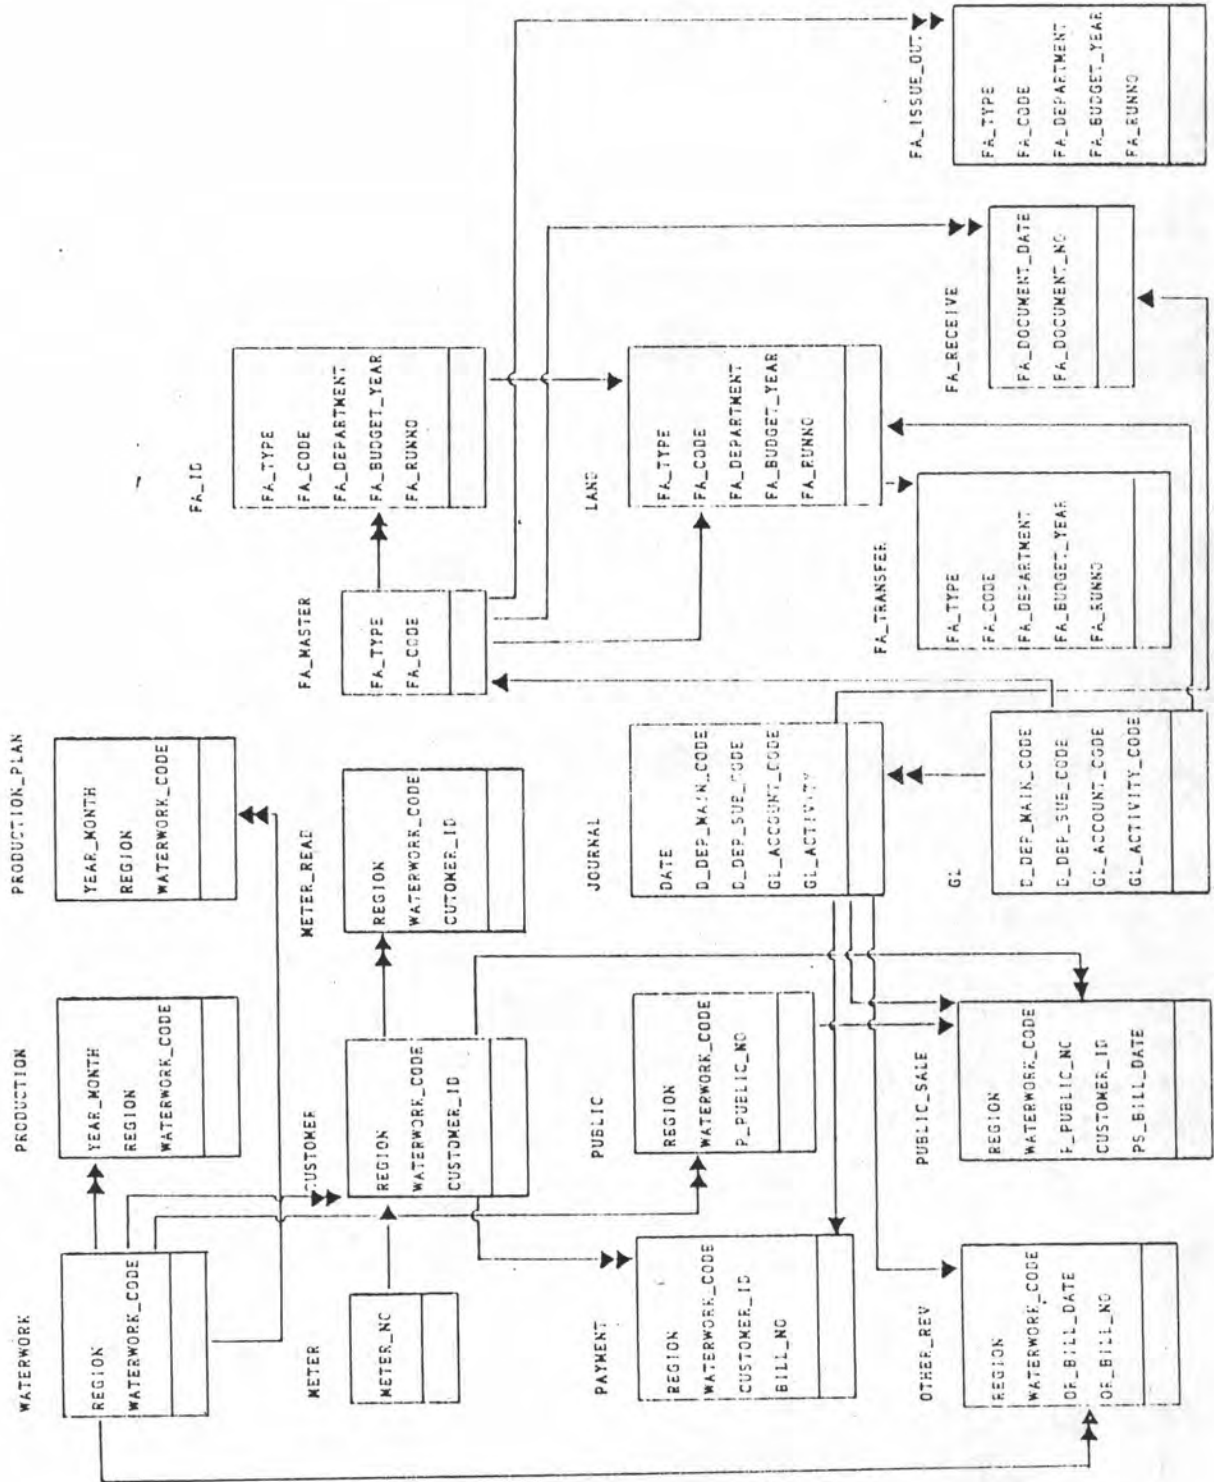 WATERWORK
REGION
WATERWORK_CODE
PRODUCTION
YEAR_MONTH
REGION
WATERWORK_CODE
PRODUCTION_PLAN
YEAR_MONTH
REGION
WATERWORK_CODE
METER
METER_NO
CUSTOMER
REGION
WATERWORK_CODE
CUSTOMER_ID
METER_READ
REGION
WATERWORK_CODE
CUTOMER_ID
FA_MASTER
FA_TYPE
FA_CODE
FA_ID
FA_TYPE
FA_CODE
FA_DEPARTMENT
FA_BUDGET_YEAR
FA_RUNNO
PAYMENT
REGION
WATERWORK_CODE
CUSTOMER_ID
BILL_NO
PUBLIC
REGION
WATERWORK_CODE
P_PUBLIC_NO
JOURNAL
DATE
D_DEP_MAIN_CODE
D_DEP_SUB_CODE
GL_ACCOUNT_CODE
GL_ACTIVITY
LAND
FA_TYPE
FA_CODE
FA_DEPARTMENT
FA_BUDGET_YEAR
FA_RUNNO
OTHER_REV
REGION
WATERWORK_CODE
OR_BILL_DATE
OR_BILL_NO
PUBLIC_SALE
REGION
WATERWORK_CODE
P_PUBLIC_NO
CUSTOMER_ID
PS_BILL_DATE
GL
D_DEP_MAIN_CODE
D_DEP_SUB_CODE
GL_ACCOUNT_CODE
GL_ACTIVITY_CODE
FA_TRANSFER
FA_TYPE
FA_CODE
FA_DEPARTMENT
FA_BUDGET_YEAR
FA_RUNNO
FA_RECEIVE
FA_DOCUMENT_DATE
FA_DOCUMENT_NO
FA_ISSUE_OUT
FA_TYPE
FA_CODE
FA_DEPARTMENT
FA_BUDGET_YEAR
FA_RUNNO